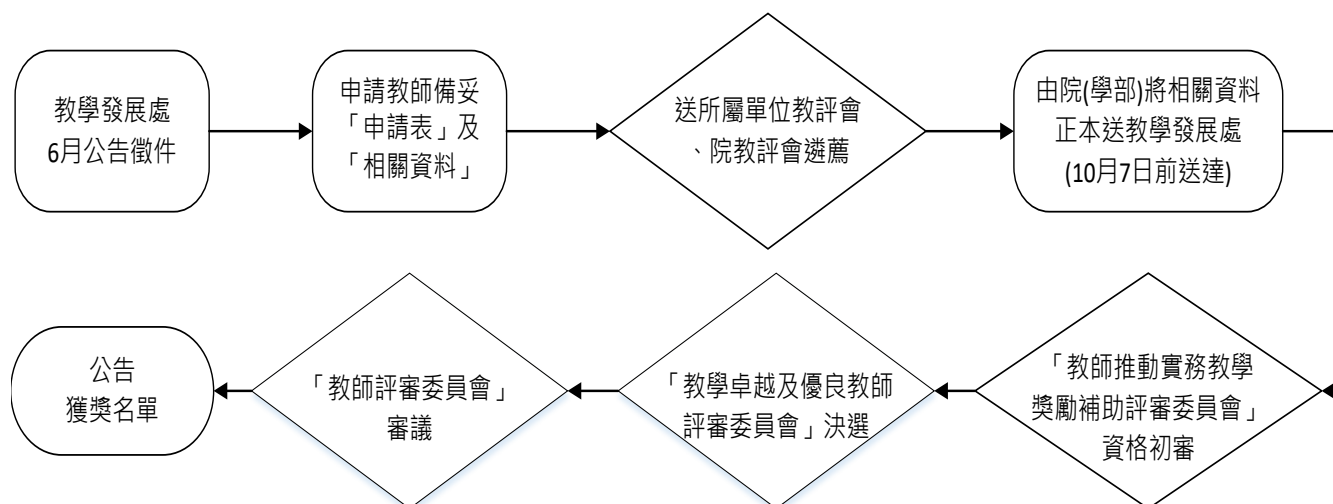 教學發展處
6月公告徵件
申請教師備妥
「申請表」及
「相關資料」
送所屬單位教評會
、院教評會遴薦
由院(學部)將相關資料
正本送教學發展處
(10月7日前送達)
「教師推動實務教學
獎勵補助評審委員會」
資格初審
「教學卓越及優良教師
評審委員會」決選
「教師評審委員會」
審議
公告
獲獎名單